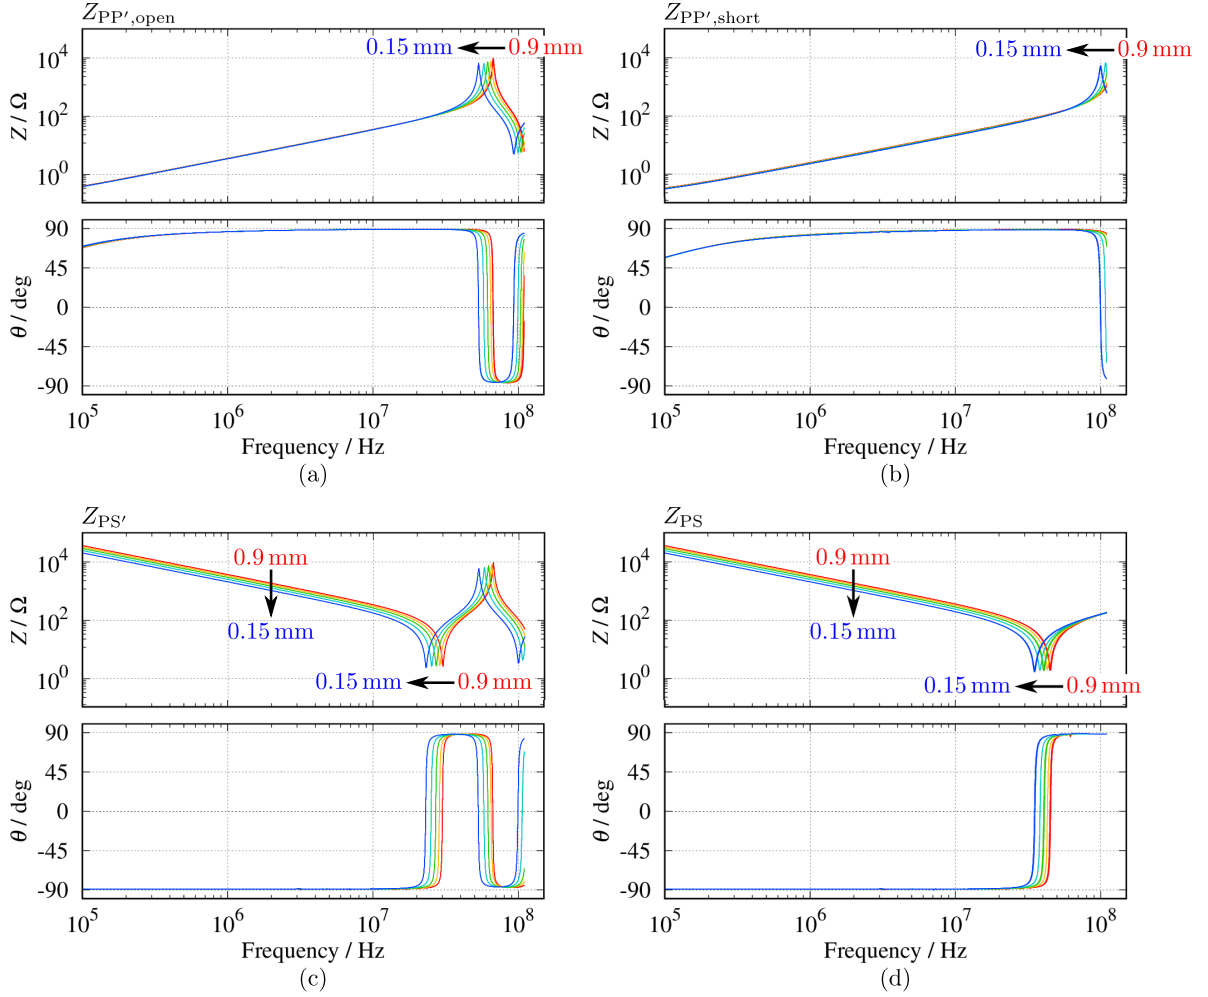 Z_PP′,open
0.15 mm 0.9 mm
10^4
10^2
10^0
Z / Ω
90
45
0
-45
-90
θ / deg
10^5 10^6 10^7 10^8
Frequency / Hz
(a)
Z_PP′,short
0.15 mm 0.9 mm
10^4
10^2
10^0
Z / Ω
90
45
0
-45
-90
θ / deg
10^5 10^6 10^7 10^8
Frequency / Hz
(b)
Z_PS′
0.9 mm
0.15 mm
0.15 mm 0.9 mm
10^4
10^2
10^0
Z / Ω
90
45
0
-45
-90
θ / deg
10^5 10^6 10^7 10^8
Frequency / Hz
(c)
Z_PS
0.9 mm
0.15 mm
0.15 mm 0.9 mm
10^4
10^2
10^0
Z / Ω
90
45
0
-45
-90
θ / deg
10^5 10^6 10^7 10^8
Frequency / Hz
(d)